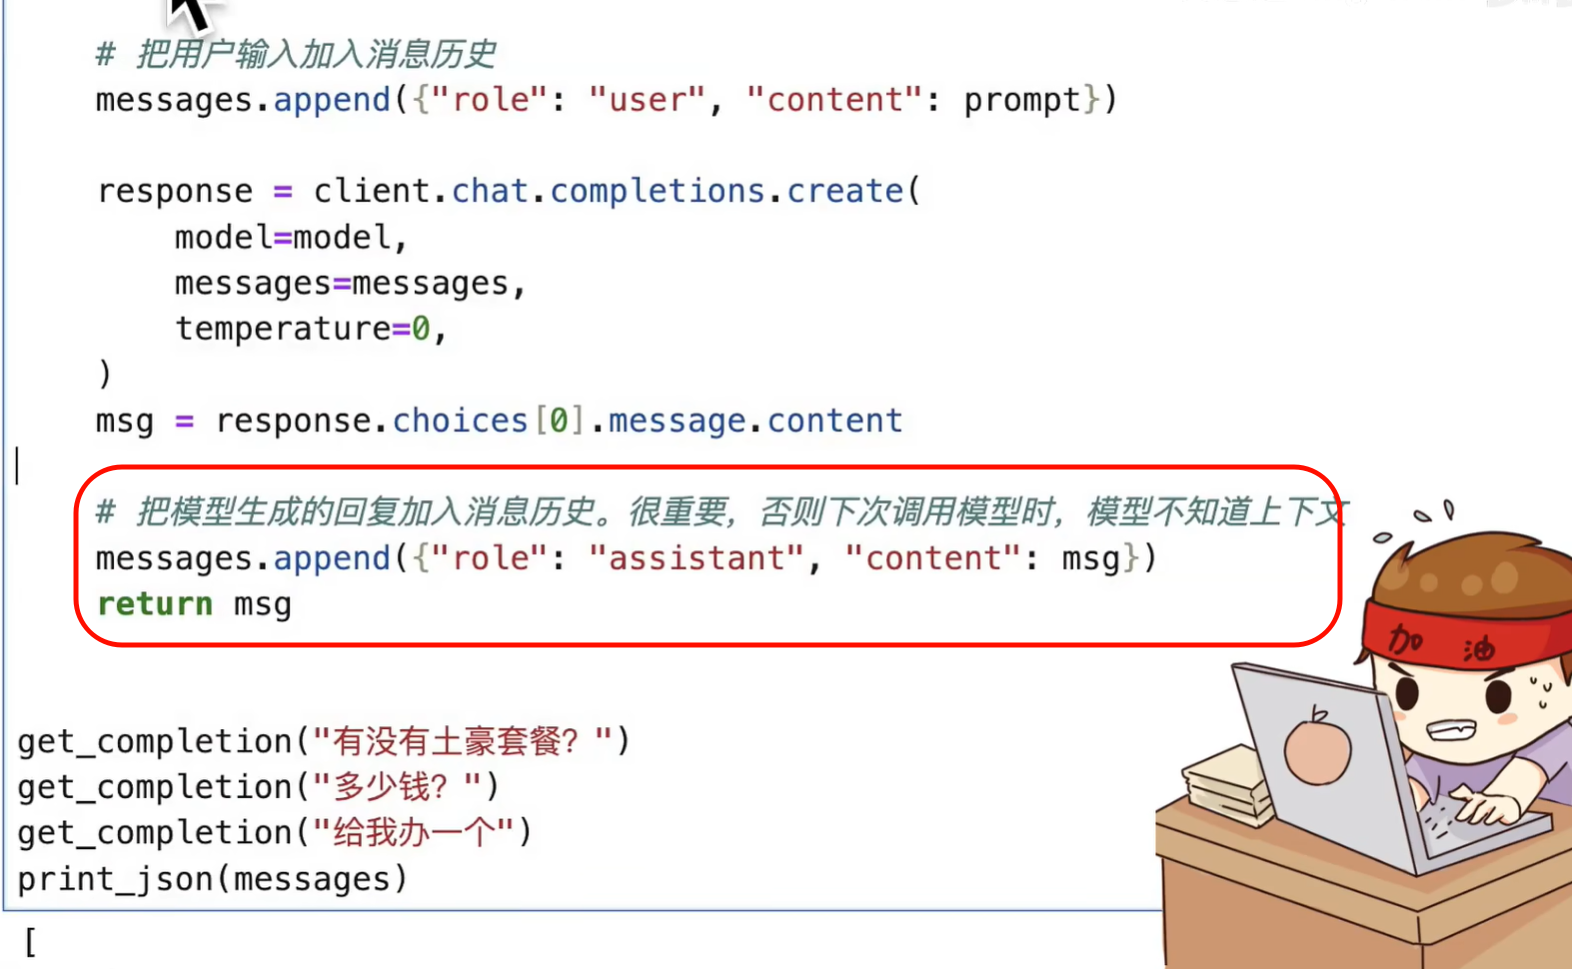 # 把用户输入加入消息历史
messages.append({"role": "user", "content": prompt})
response = client.chat.completions.create(
model=model,
messages=messages,
temperature=0,
)
msg = response.choices[0].message.content
# 把模型生成的回复加入消息历史。很重要，否则下次调用模型时，模型不知道上下文
messages.append({"role": "assistant", "content": msg})
return msg
get_completion("有没有土豪套餐？")
get_completion("多少钱？")
get_completion("给我办一个")
print_json(messages)
[
加油